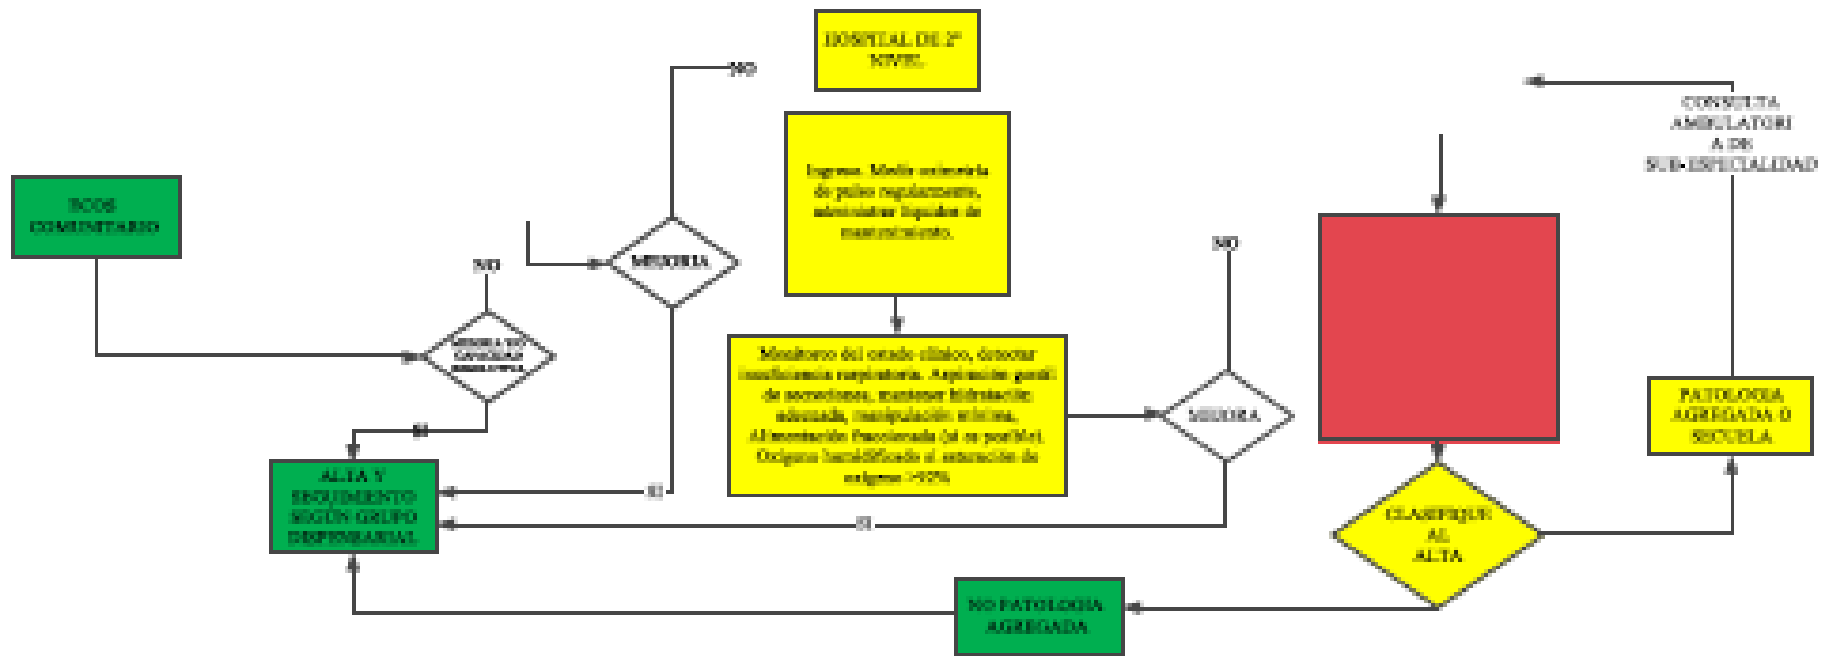 HOSPITAL DE 2º
NIVEL
NO
CONSULTA
AMBULATORI
A DE
SUB-ESPECIALIDAD
Ingreso. Medir oximetría
de pulso regularmente,
administrar líquidos de
mantenimiento.
ECOS
COMUNITARIO
NO
MEJORIA
NO
Monitoreo del estado clínico, detectar
insuficiencia respiratoria. Aspiración gentil
de secreciones, mantener hidratación
adecuada, manipulación mínima,
Alimentación fraccionada (si es posible).
Oxígeno humidificado si saturación de
oxígeno
MEJORA
PATOLOGIA
AGREGADA O
SECUELA
SI
ALTA Y
SEGUIMIENTO
SEGÚN GRUPO
DISPENSARIAL
SI
SI
CLASIFIQUE
AL
ALTA
NO PATOLOGIA
AGREGADA